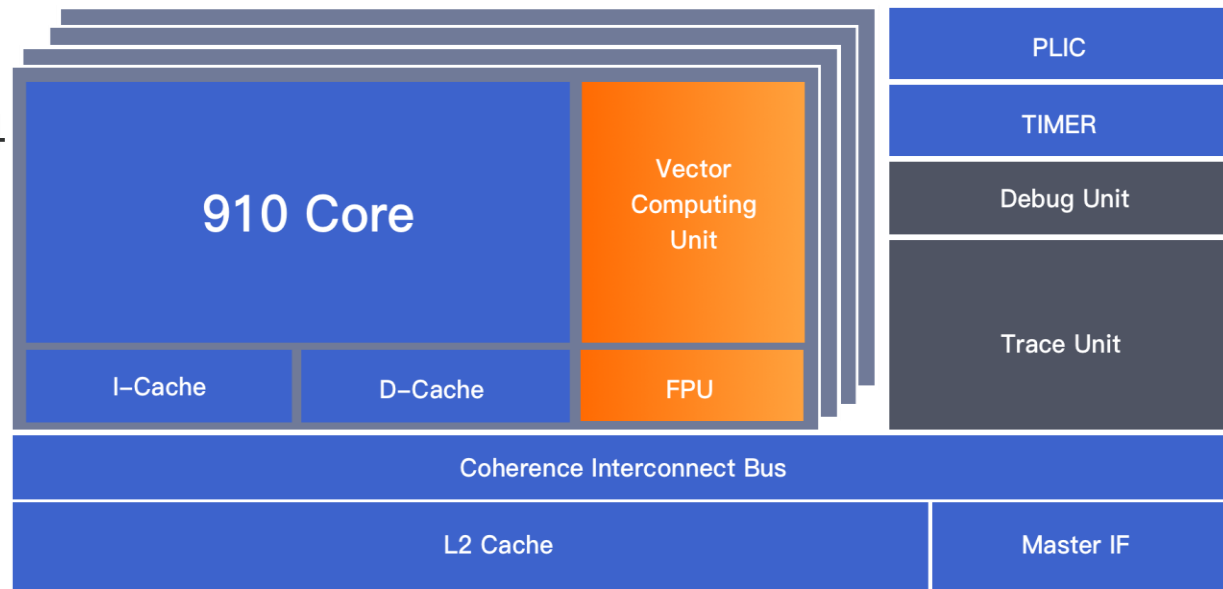 PLIC
TIMER
910 Core
Vector
Computing
Unit
Debug Unit
Trace Unit
I–Cache
D–Cache
FPU
Coherence Interconnect Bus
L2 Cache
Master IF